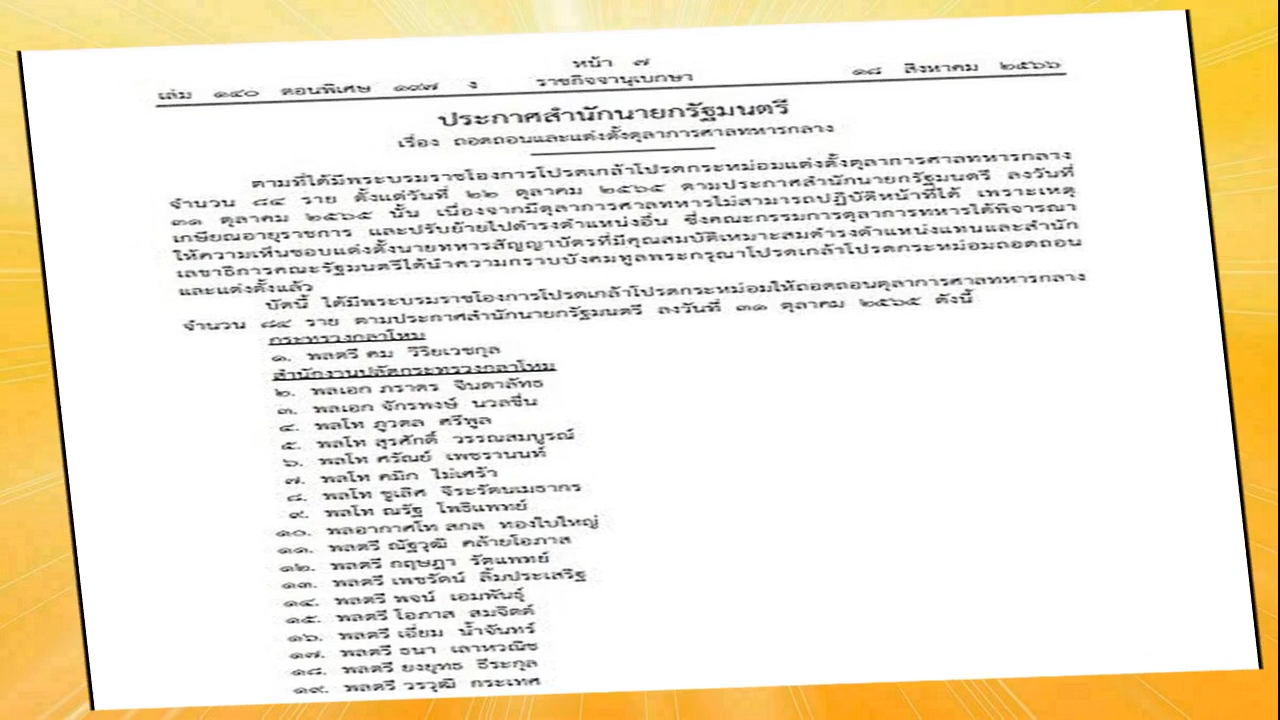 หน้า ๗
เล่ม ๑๔๐ ตอนพิเศษ ๑๙๗ ง ราชกิจจานุเบกษา ๑๘ สิงหาคม ๒๕๖๖
ประกาศสำนักนายกรัฐมนตรี
เรื่อง ถอดถอนและแต่งตั้งตุลาการศาลทหารกลาง
ตามที่ได้มีพระบรมราชโองการโปรดเกล้าโปรดกระหม่อมแต่งตั้งตุลาการศาลทหารกลาง
จำนวน ๘๔ ราย ตั้งแต่วันที่ ๒๒ ตุลาคม ๒๕๖๕ ตามประกาศสำนักนายกรัฐมนตรี ลงวันที่
๓๑ ตุลาคม ๒๕๖๕ นั้น เนื่องจากมีตุลาการศาลทหารไม่สามารถปฏิบัติหน้าที่ได้ เพราะเหตุ
เกษียณอายุราชการ และปรับย้ายไปดำรงตำแหน่งอื่น ซึ่งคณะกรรมการตุลาการทหารได้พิจารณา
ให้ความเห็นชอบแต่งตั้งนายทหารสัญญาบัตรที่มีคุณสมบัติเหมาะสมดำรงตำแหน่งแทนและสำนัก
เลขาธิการคณะรัฐมนตรีได้นำความกราบบังคมทูลพระกรุณาโปรดเกล้าโปรดกระหม่อมถอดถอน
และแต่งตั้งแล้ว
บัดนี้ ได้มีพระบรมราชโองการโปรดเกล้าโปรดกระหม่อมให้ถอดถอนตุลาการศาลทหารกลาง
จำนวน ๘๔ ราย ตามประกาศสำนักนายกรัฐมนตรี ลงวันที่ ๓๑ ตุลาคม ๒๕๖๕ ดังนี้
กระทรวงกลาโหม
๑. พลตรี คม วิริยเวชกุล
สำนักงานปลัดกระทรวงกลาโหม
๒. พลเอก ภราดร จินดาลัทธ
๓. พลเอก จักรพงษ์ นวลชื่น
๔. พลโท ภูวดล ศรีพูล
๕. พลโท สุรศักดิ์ วรรณสมบูรณ์
๖. พลโท ศรัณย์ เพชรานนท์
๗. พลโท คมิก ไม่เศร้า
๘. พลโท ชูเลิศ จิระรัตนเมธากร
๙. พลโท ณรัฐ โพธิแพทย์
๑๐. พลอากาศโท สกล ทองใบใหญ่
๑๑. พลตรี ณัฐวุฒิ คล้ายโอภาส
๑๒. พลตรี กฤษฎา รัตแพทย์
๑๓. พลตรี เพชรัตน์ ลิ้มประเสริฐ
๑๔. พลตรี พจน์ เอมพันธุ์
๑๕. พลตรี โอภาส สมจิตต์
๑๖. พลตรี เอี่ยม น้ำจันทร์
๑๗. พลตรี ธนา เลาหวณิช
๑๘. พลตรี ยงยุทธ ธีระกุล
๑๙. พลตรี วรวุฒิ กระเทศ